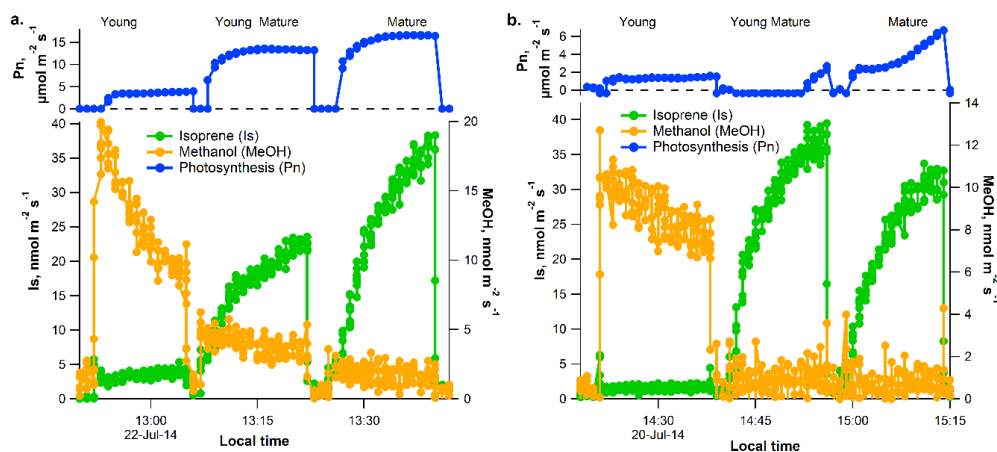 a.
Young
Young Mature
Mature
Pn,
µmol m⁻² s⁻¹
15
10
5
0
Isoprene (Is)
Methanol (MeOH)
Photosynthesis (Pn)
Is, nmol m⁻² s⁻¹
40
35
30
25
20
15
10
5
0
MeOH, nmol m⁻² s⁻¹
20
15
10
5
0
13:00
13:15
13:30
22-Jul-14
Local time
b.
Young
Young Mature
Mature
Pn,
µmol m⁻² s⁻¹
6
4
2
0
Isoprene (Is)
Methanol (MeOH)
Photosynthesis (Pn)
Is, nmol m⁻² s⁻¹
40
35
30
25
20
15
10
5
0
MeOH, nmol m⁻² s⁻¹
14
12
10
8
6
4
2
0
14:30
14:45
15:00
15:15
20-Jul-14
Local time